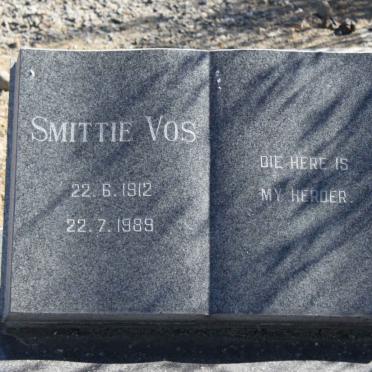 SMITTIE VOS
22.6.1912
22.7.1989
DIE HERE IS
MY HERDER.